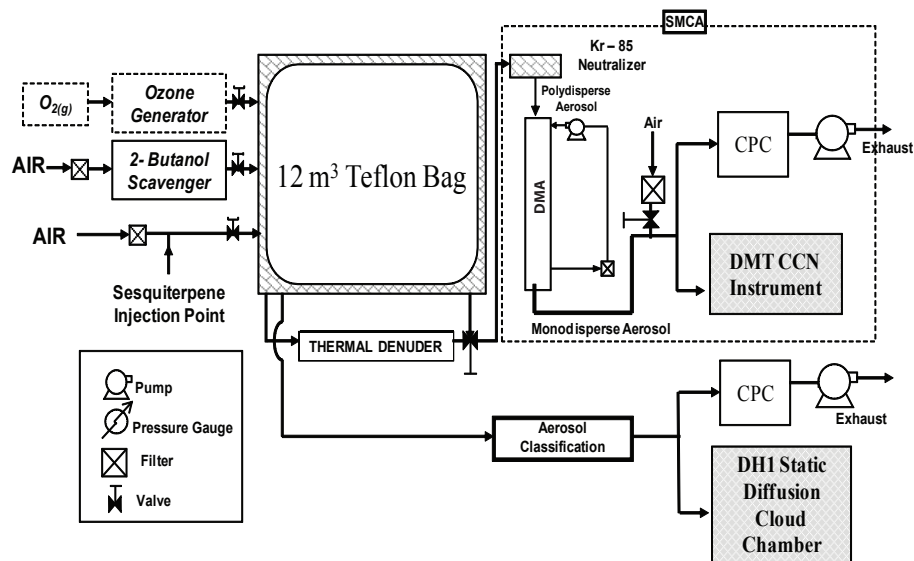 SMCA
Kr – 85
Neutralizer
O2(g)
Ozone
Generator
Polydisperse
Aerosol
Air
CPC
Exhaust
AIR
2- Butanol
Scavenger
12 m³ Teflon Bag
DMA
AIR
DMT CCN
Instrument
Sesquiterpene
Injection Point
Monodisperse Aerosol
THERMAL DENUDER
Pump
Pressure Gauge
Filter
Valve
Aerosol
Classification
CPC
Exhaust
DH1 Static
Diffusion
Cloud
Chamber